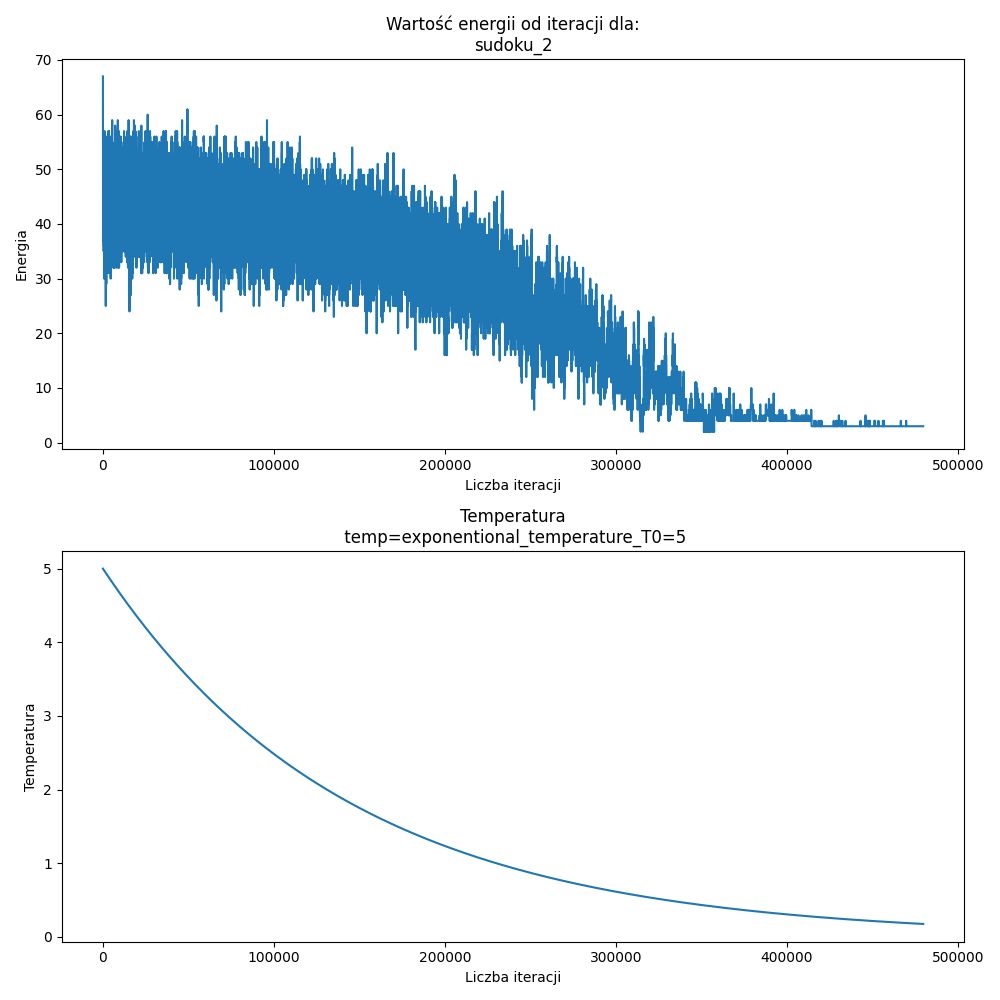 Wartość energii od iteracji dla:
sudoku_2
70
60
50
40
30
20
10
0
Energia
0 100000 200000 300000 400000 500000
Liczba iteracji
Temperatura
temp=exponentional_temperature_T0=5
5
4
3
2
1
0
Temperatura
0 100000 200000 300000 400000 500000
Liczba iteracji